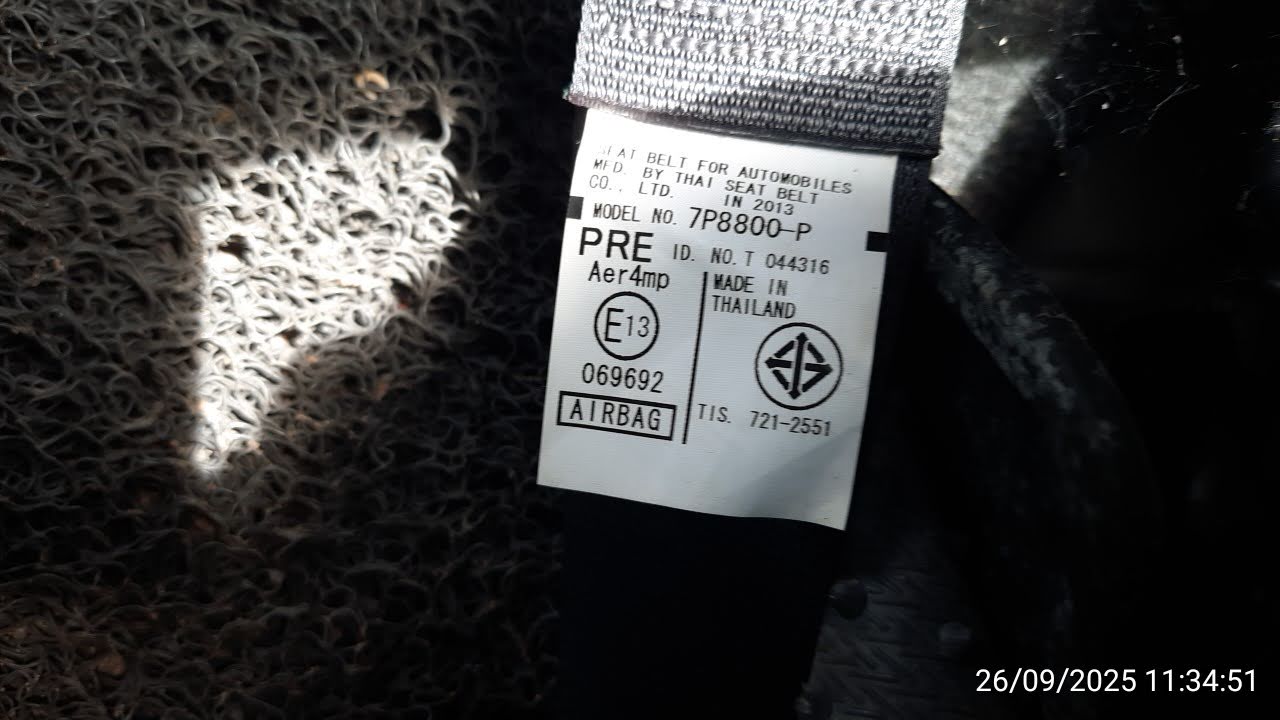 SEAT BELT FOR AUTOMOBILES
MFD. BY THAI SEAT BELT
CO., LTD. IN 2013
MODEL NO. 7P8800-P
PRE ID. NO. T 044316
Aer4mp
E13
069692
AIRBAG
MADE IN
THAILAND
TIS. 721-2551
26/09/2025 11:34:51